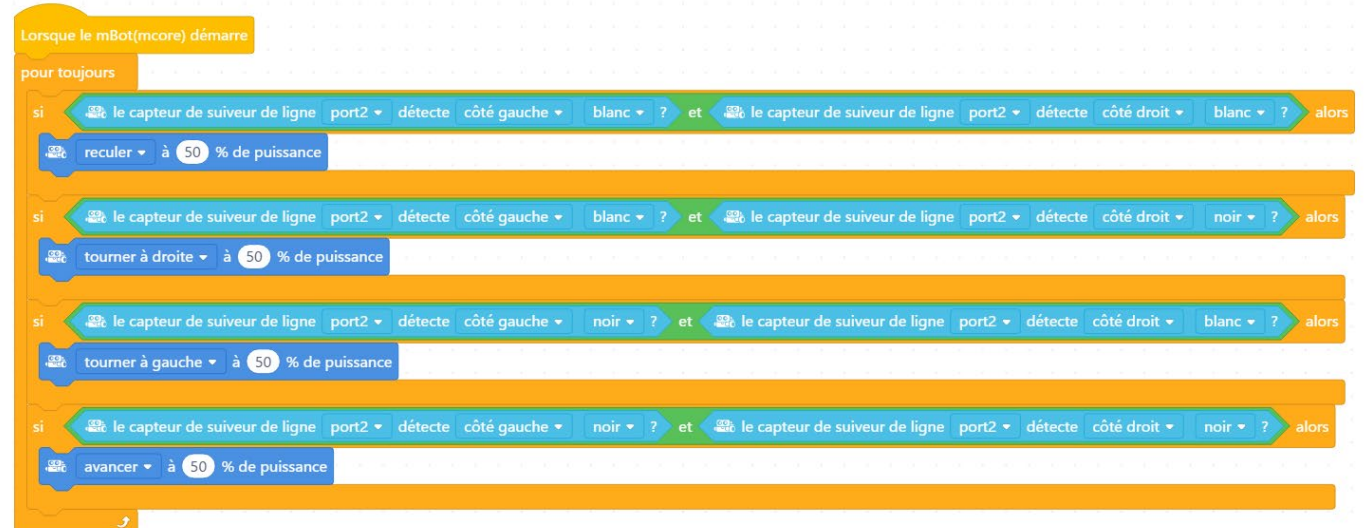 Lorsque le mBot(mcore) démarre
pour toujours
si le capteur de suiveur de ligne port2 détecte côté gauche blanc ? et le capteur de suiveur de ligne port2 détecte côté droit blanc ? alors
reculer à 50 % de puissance
si le capteur de suiveur de ligne port2 détecte côté gauche blanc ? et le capteur de suiveur de ligne port2 détecte côté droit noir ? alors
tourner à droite à 50 % de puissance
si le capteur de suiveur de ligne port2 détecte côté gauche noir ? et le capteur de suiveur de ligne port2 détecte côté droit blanc ? alors
tourner à gauche à 50 % de puissance
si le capteur de suiveur de ligne port2 détecte côté gauche noir ? et le capteur de suiveur de ligne port2 détecte côté droit noir ? alors
avancer à 50 % de puissance